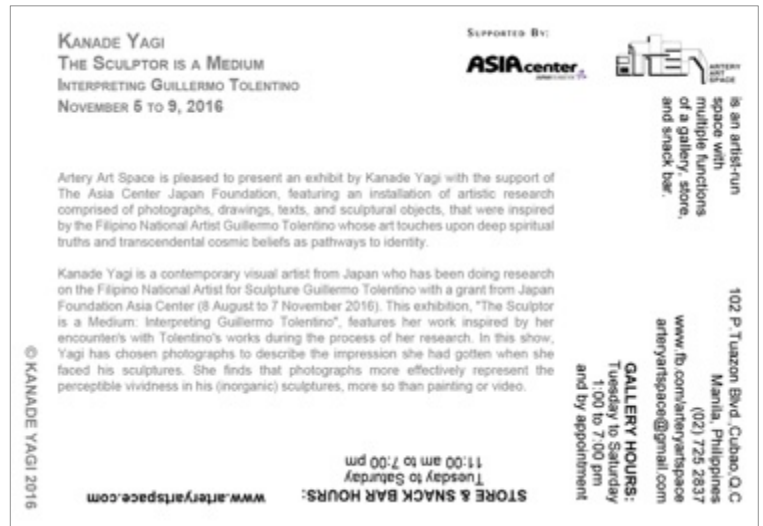 KANADE YAGI
THE SCULPTOR IS A MEDIUM
INTERPRETING GUILLERMO TOLENTINO
NOVEMBER 5 TO 9, 2016
SUPPORTED BY:
ASIA center
ARTERY
ART
SPACE
is an artist-run
space with
multiple functions
of a gallery, store,
and snack bar.
Artery Art Space is pleased to present an exhibit by Kanade Yagi with the support of
The Asia Center Japan Foundation, featuring an installation of artistic research
comprised of photographs, drawings, texts, and sculptural objects, that were inspired
by the Filipino National Artist Guillermo Tolentino whose art touches upon deep spiritual
truths and transcendental cosmic beliefs as pathways to identity.
Kanade Yagi is a contemporary visual artist from Japan who has been doing research
on the Filipino National Artist for Sculpture Guillermo Tolentino with a grant from Japan
Foundation Asia Center (8 August to 7 November 2016). This exhibition, "The Sculptor
is a Medium: Interpreting Guillermo Tolentino", features her work inspired by her
encounter's with Tolentino's works during the process of her research. In this show,
Yagi has chosen photographs to describe the impression she had gotten when she
faced his sculptures. She finds that photographs more effectively represent the
perceptible vividness in his (inorganic) sculptures, more so than painting or video.
102 P.Tuazon Blvd.,Cubao,Q.C
Manila, Philippines
(02) 725 2837
www.fb.com/arteryartspace
arteryartspace@gmail.com
GALLERY HOURS:
Tuesday to Saturday
1:00 to 7:00 pm
and by appointment
STORE & SNACK BAR HOURS:
Tuesday to Saturday
11:00 am to 7:00 pm
www.arteryartspace.com
© KANADE YAGI 2016